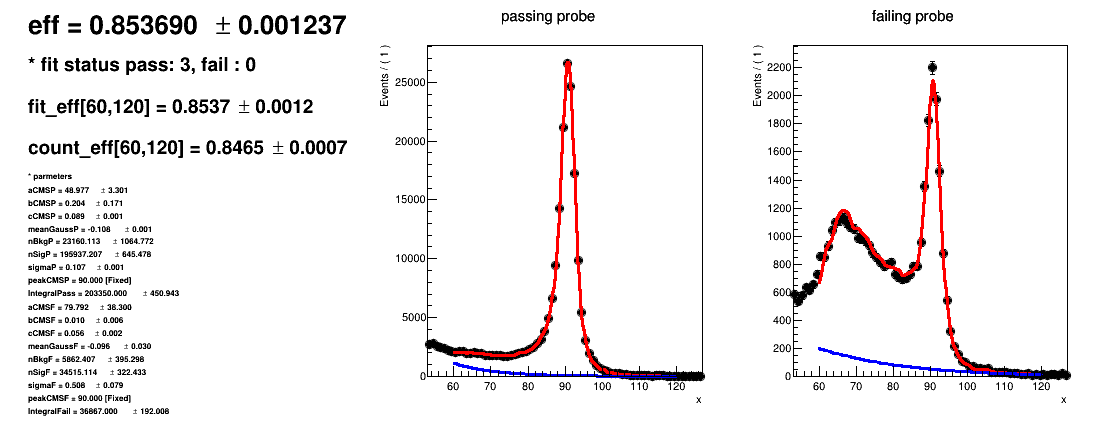 eff = 0.853690 ± 0.001237
* fit status pass: 3, fail : 0
fit_eff[60,120] = 0.8537 ± 0.0012
count_eff[60,120] = 0.8465 ± 0.0007
* parmeters
aCMSP = 48.977 ± 3.301
bCMSP = 0.204 ± 0.171
cCMSP = 0.089 ± 0.001
meanGaussP = -0.108 ± 0.001
nBkgP = 23160.113 ± 1064.772
nSigP = 195937.207 ± 645.478
sigmaP = 0.107 ± 0.001
peakCMSP = 90.000 [Fixed]
IntegralPass = 203350.000 ± 450.943
aCMSF = 79.792 ± 38.300
bCMSF = 0.010 ± 0.006
cCMSF = 0.056 ± 0.002
meanGaussF = -0.096 ± 0.030
nBkgF = 5862.407 ± 395.298
nSigF = 34515.114 ± 322.433
sigmaF = 0.508 ± 0.079
peakCMSF = 90.000 [Fixed]
IntegralFail = 36867.000 ± 192.008
passing probe
Events / ( 1 )
25000
20000
15000
10000
5000
0
60 70 80 90 100 110 120
x
failing probe
Events / ( 1 )
2200
2000
1800
1600
1400
1200
1000
800
600
400
200
0
60 70 80 90 100 110 120
x